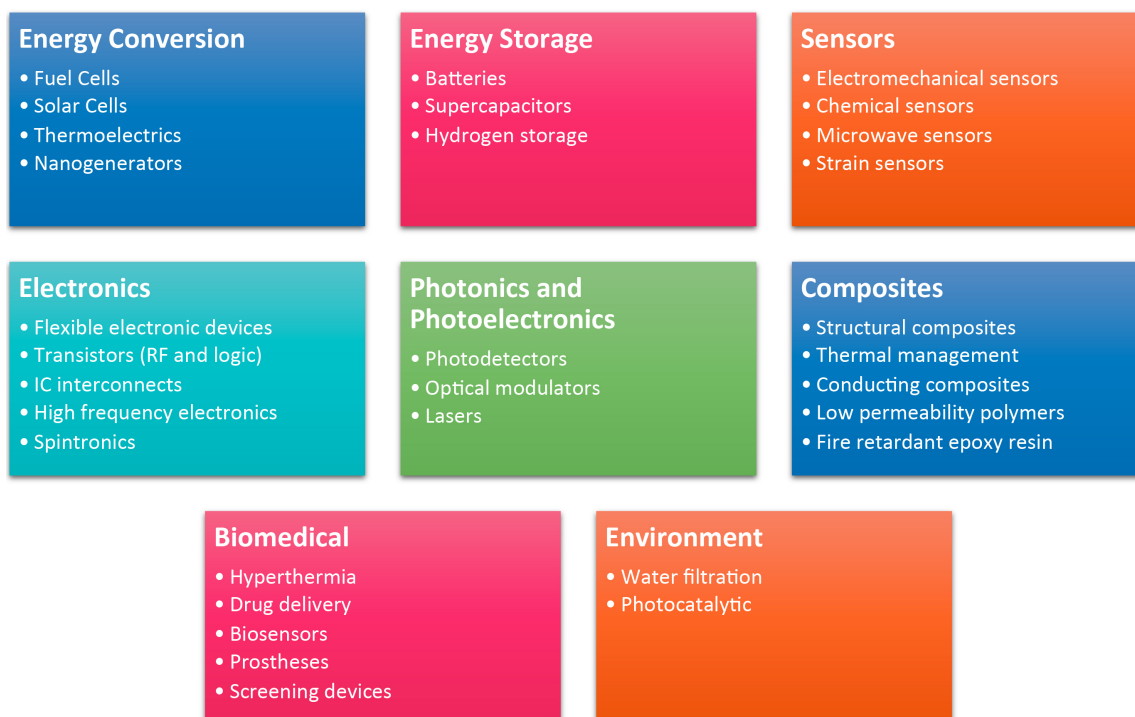 Energy Conversion
• Fuel Cells
• Solar Cells
• Thermoelectrics
• Nanogenerators
Energy Storage
• Batteries
• Supercapacitors
• Hydrogen storage
Sensors
• Electromechanical sensors
• Chemical sensors
• Microwave sensors
• Strain sensors
Electronics
• Flexible electronic devices
• Transistors (RF and logic)
• IC interconnects
• High frequency electronics
• Spintronics
Photonics and
Photoelectronics
• Photodetectors
• Optical modulators
• Lasers
Composites
• Structural composites
• Thermal management
• Conducting composites
• Low permeability polymers
• Fire retardant epoxy resin
Biomedical
• Hyperthermia
• Drug delivery
• Biosensors
• Prostheses
• Screening devices
Environment
• Water filtration
• Photocatalytic